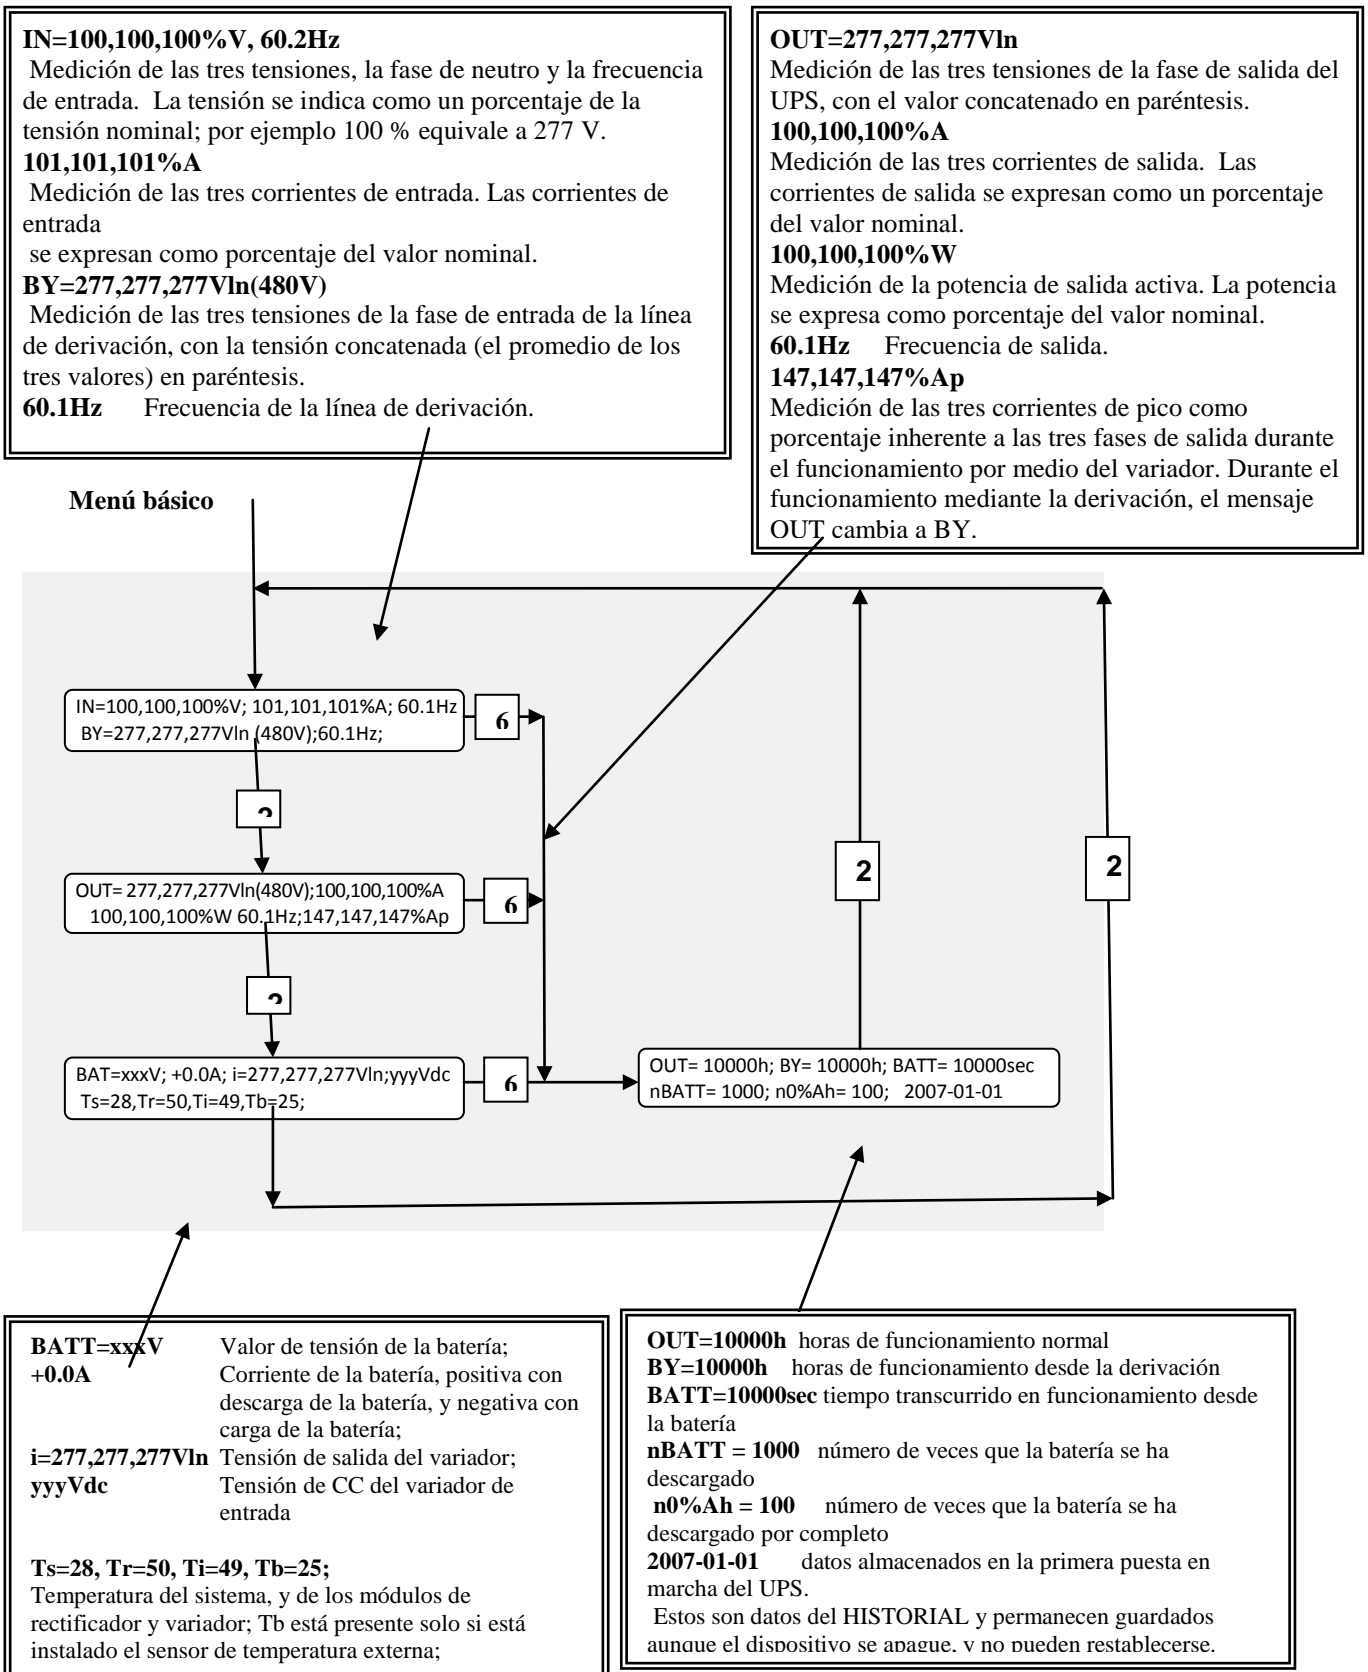 IN=100,100,100%V, 60.2Hz
Medición de las tres tensiones, la fase de neutro y la frecuencia
de entrada. La tensión se indica como un porcentaje de la
tensión nominal; por ejemplo 100 % equivale a 277 V.
101,101,101%A
Medición de las tres corrientes de entrada. Las corrientes de
entrada
se expresan como porcentaje del valor nominal.
BY=277,277,277Vln(480V)
Medición de las tres tensiones de la fase de entrada de la línea
de derivación, con la tensión concatenada (el promedio de los
tres valores) en paréntesis.
60.1Hz Frecuencia de la línea de derivación.
OUT=277,277,277Vln
Medición de las tres tensiones de la fase de salida del
UPS, con el valor concatenado en paréntesis.
100,100,100%A
Medición de las tres corrientes de salida. Las
corrientes de salida se expresan como un porcentaje
del valor nominal.
100,100,100%W
Medición de la potencia de salida activa. La potencia
se expresa como porcentaje del valor nominal.
60.1Hz Frecuencia de salida.
147,147,147%Ap
Medición de las tres corrientes de pico como
porcentaje inherente a las tres fases de salida durante
el funcionamiento por medio del variador. Durante el
funcionamiento mediante la derivación, el mensaje
OUT cambia a BY.
Menú básico
IN=100,100,100%V; 101,101,101%A; 60.1Hz
BY=277,277,277Vln (480V);60.1Hz;
6
2
OUT= 277,277,277Vln(480V);100,100,100%A
100,100,100%W 60.1Hz;147,147,147%Ap
6
2
2
2
BAT=xxxV; +0.0A; i=277,277,277Vln;yyyVdc
Ts=28,Tr=50,Ti=49,Tb=25;
6
OUT= 10000h; BY= 10000h; BATT= 10000sec
nBATT= 1000; n0%Ah= 100; 2007-01-01
BATT=xxxV Valor de tensión de la batería;
+0.0A Corriente de la batería, positiva con
descarga de la batería, y negativa con
carga de la batería;
i=277,277,277Vln Tensión de salida del variador;
yyyVdc Tensión de CC del variador de
entrada
Ts=28, Tr=50, Ti=49, Tb=25;
Temperatura del sistema, y de los módulos de
rectificador y variador; Tb está presente solo si está
instalado el sensor de temperatura externa;
OUT=10000h horas de funcionamiento normal
BY=10000h horas de funcionamiento desde la derivación
BATT=10000sec tiempo transcurrido en funcionamiento desde
la batería
nBATT = 1000 número de veces que la batería se ha
descargado
n0%Ah = 100 número de veces que la batería se ha
descargado por completo
2007-01-01 datos almacenados en la primera puesta en
marcha del UPS.
Estos son datos del HISTORIAL y permanecen guardados
aunque el dispositivo se apague, y no pueden restablecerse.